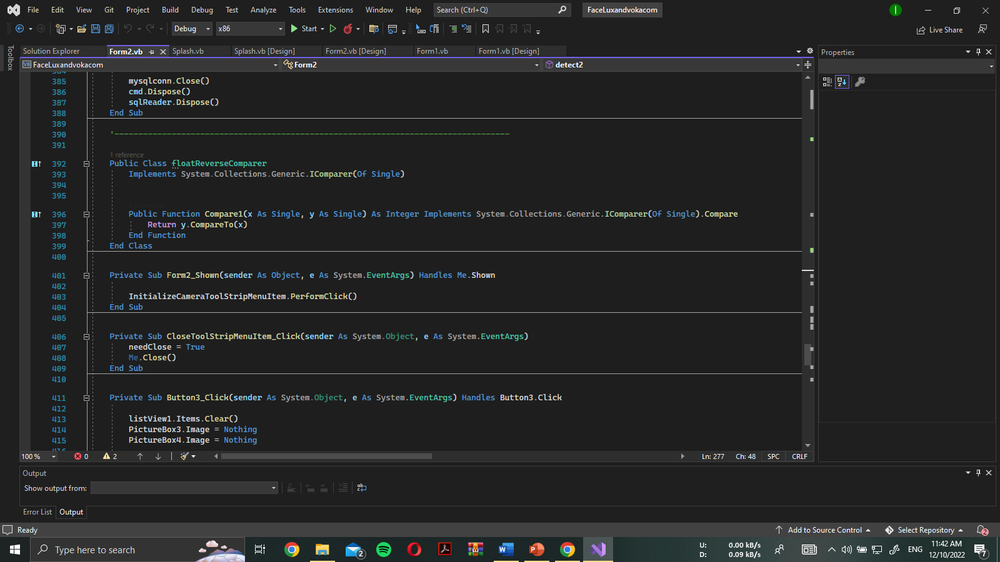 File Edit View Git Project Build Debug Test Analyze Tools Extensions Window Help Search (Ctrl+Q) FaceLuxandvokacom I
Debug x86 Start Live Share
Toolbox
Solution Explorer Form2.vb Splash.vb Splash.vb [Design] Form2.vb [Design] Form1.vb Form1.vb [Design]
Properties
VB FaceLuxandvokacom Form2 detect2
384
385 mysqlconn.Close()
386 cmd.Dispose()
387 sqlReader.Dispose()
388 End Sub
389
390 '-----------------------------------------------------------------------------------
391
1 reference
392 Public Class floatReverseComparer
393 Implements System.Collections.Generic.IComparer(Of Single)
394
395
396 Public Function Compare1(x As Single, y As Single) As Integer Implements System.Collections.Generic.IComparer(Of Single).Compare
397 Return y.CompareTo(x)
398 End Function
399 End Class
400
401 Private Sub Form2_Shown(sender As Object, e As System.EventArgs) Handles Me.Shown
402
403 InitializeCameraToolStripMenuItem.PerformClick()
404 End Sub
405
406 Private Sub CloseToolStripMenuItem_Click(sender As System.Object, e As System.EventArgs)
407 needClose = True
408 Me.Close()
409 End Sub
410
411 Private Sub Button3_Click(sender As System.Object, e As System.EventArgs) Handles Button3.Click
412
413 listView1.Items.Clear()
414 PictureBox3.Image = Nothing
415 PictureBox4.Image = Nothing
416
100 % 0 2 Ln: 277 Ch: 48 SPC CRLF
Output
Show output from:
Error List Output
Ready Add to Source Control Select Repository 2
Type here to search 2 U: 0.00 kB/s D: 0.09 kB/s ENG 11:42 AM 12/10/2022 7